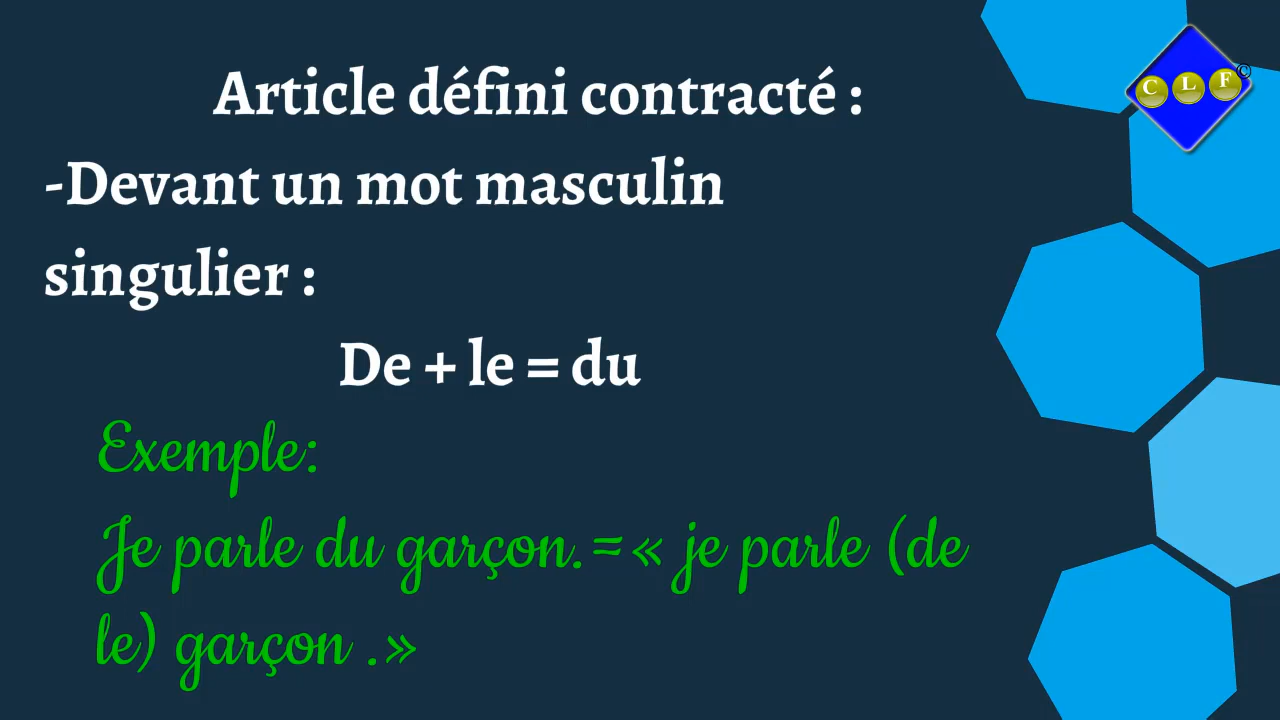 Article défini contracté :
-Devant un mot masculin
singulier :
De + le = du
Exemple:
Je parle du garçon.=« je parle (de
le) garçon .»
C L F ©